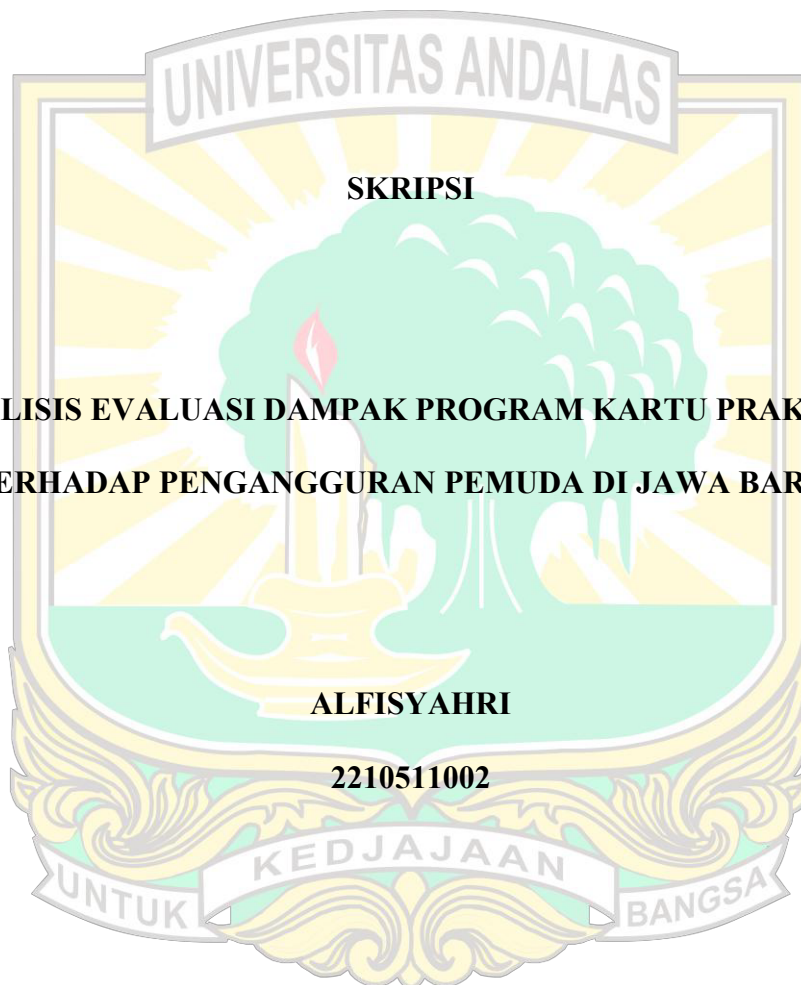 UNIVERSITAS ANDALAS
SKRIPSI
LISIS EVALUASI DAMPAK PROGRAM KARTU PRAK
ERHADAP PENGANGGURAN PEMUDA DI JAWA BAR
ALFISYAHRI
2210511002
UNTUK KEDJAJAAN BANGSA